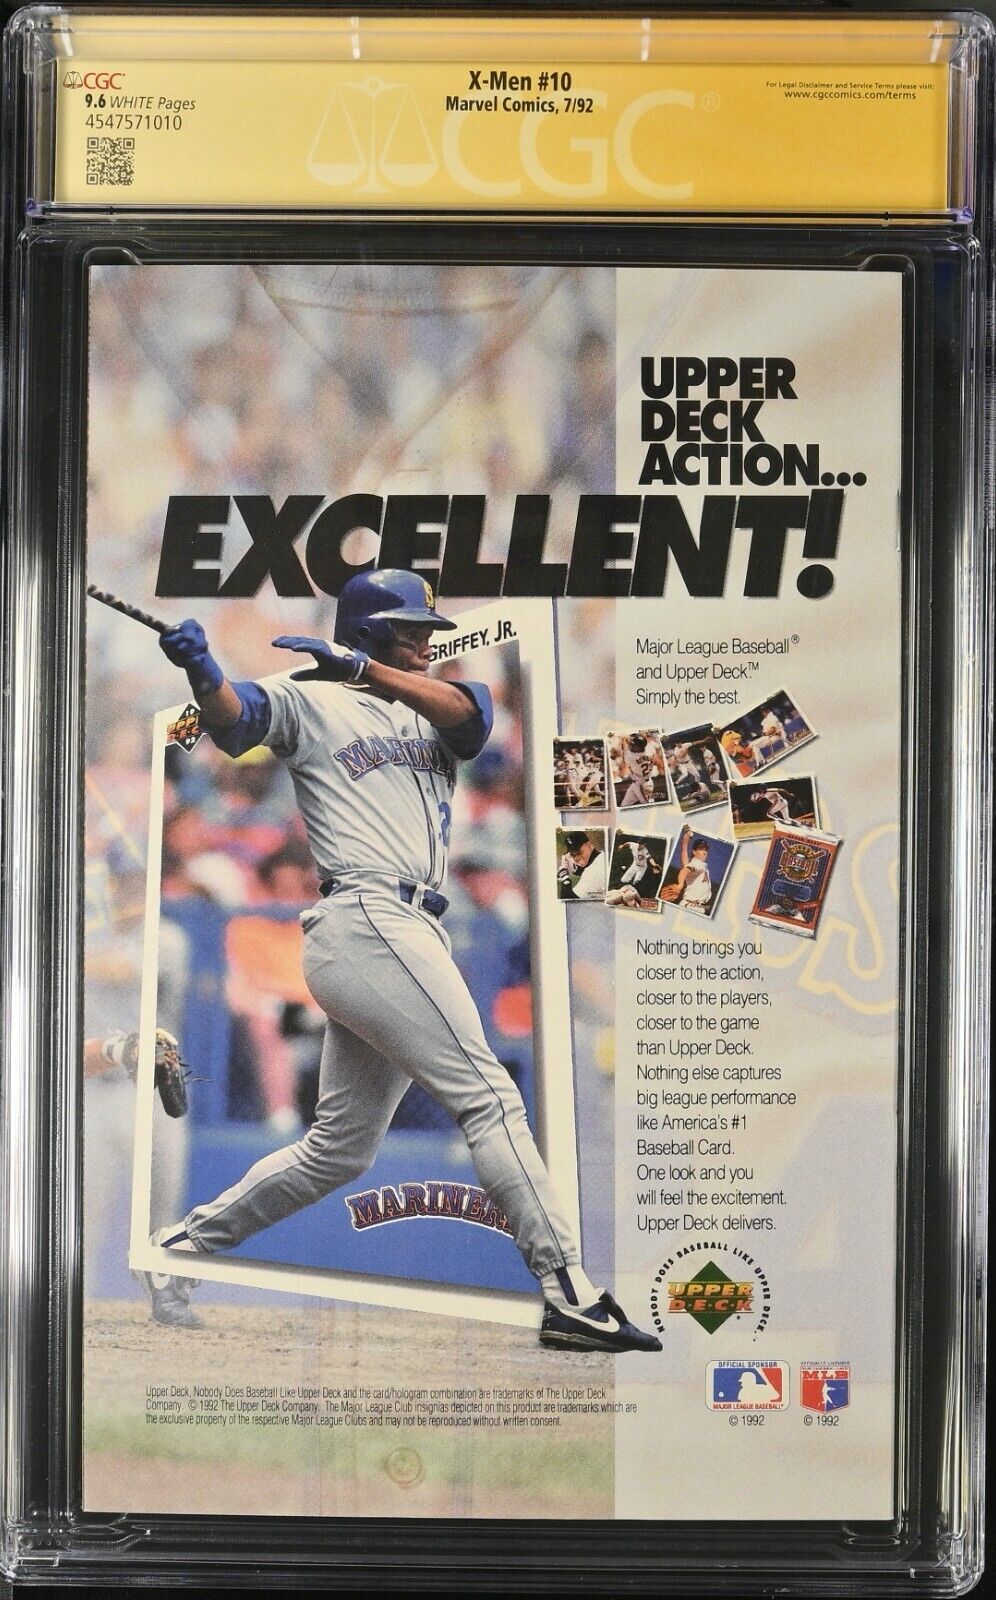 CGC
9.6 WHITE Pages
4547571010
X-Men #10
Marvel Comics, 7/92
For Legal Disclaimer and Service Terms please visit:
www.cgccomics.com/terms
CGC®
UPPER
DECK
ACTION...
EXCELLENT!
GRIFFEY, JR.
MARIN
2
Major League Baseball®
and Upper Deck.™
Simply the best.
Nothing brings you
closer to the action,
closer to the players,
closer to the game
than Upper Deck.
Nothing else captures
big league performance
like America's #1
Baseball Card.
One look and you
will feel the excitement.
Upper Deck delivers.
MARINER
NOBODY DOES BASEBALL LIKE UPPER DECK...
UPPER
DECK
OFFICIAL SPONSOR
MAJOR LEAGUE BASEBALL®
© 1992
MLB
© 1992
Upper Deck, Nobody Does Baseball Like Upper Deck and the card/hologram combination are trademarks of The Upper Deck
Company. © 1992 The Upper Deck Company. The Major League Club insignias depicted on this product are trademarks which are
the exclusive property of the respective Major League Clubs and may not be reproduced without written consent.